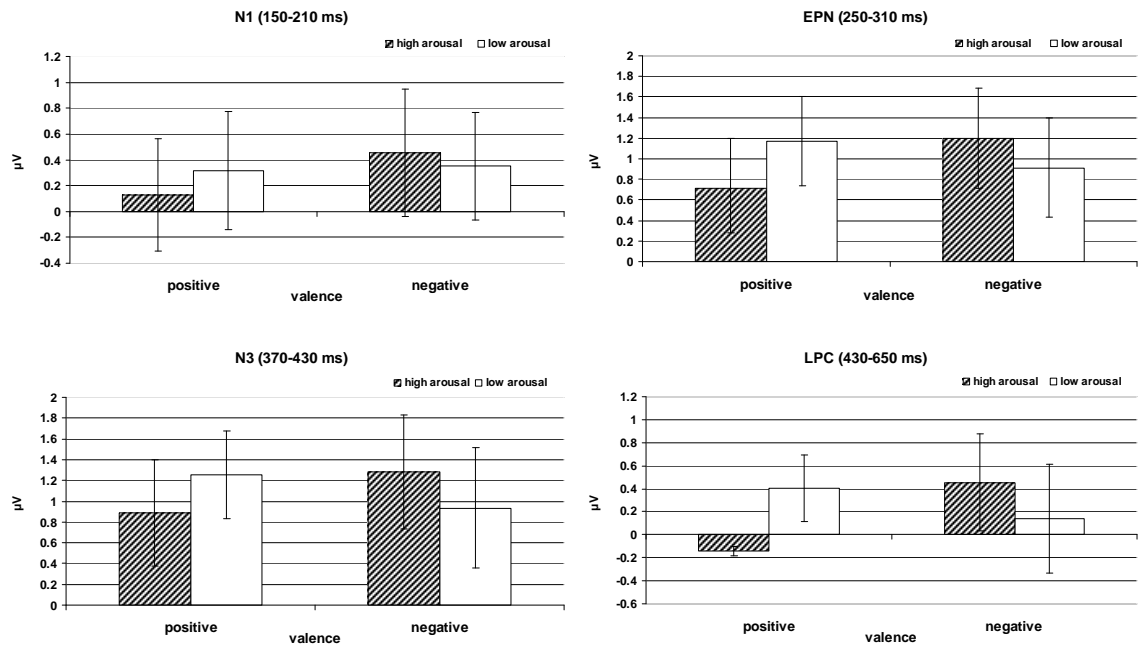 N1 (150-210 ms)
high arousal low arousal
1.2
1
0.8
0.6
0.4
0.2
0
-0.2
-0.4
µV
positive negative
valence
EPN (250-310 ms)
high arousal low arousal
2
1.8
1.6
1.4
1.2
1
0.8
0.6
0.4
0.2
0
µV
positive negative
valence
N3 (370-430 ms)
high arousal low arousal
2
1.8
1.6
1.4
1.2
1
0.8
0.6
0.4
0.2
0
µV
positive negative
valence
LPC (430-650 ms)
high arousal low arousal
1.2
1
0.8
0.6
0.4
0.2
0
-0.2
-0.4
-0.6
µV
positive negative
valence